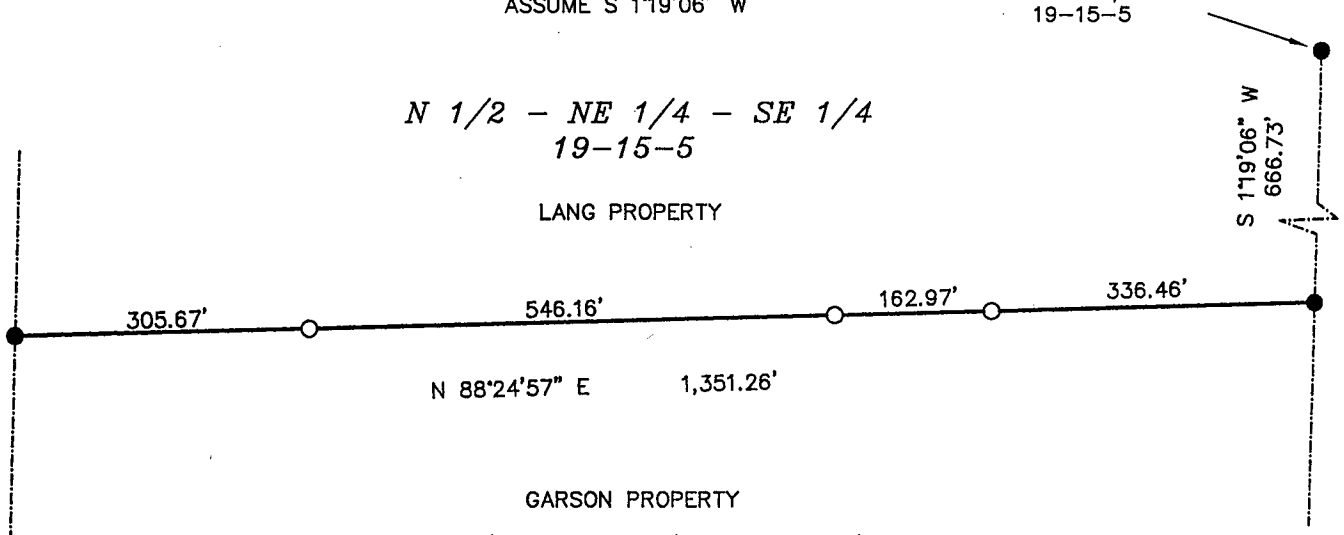 ASSUME S 1°19'06" W
19-15-5
N 1/2 - NE 1/4 - SE 1/4
19-15-5
LANG PROPERTY
S 1°19'06" W
666.73'
305.67'
546.16'
162.97'
336.46'
N 88°24'57" E 1,351.26'
GARSON PROPERTY